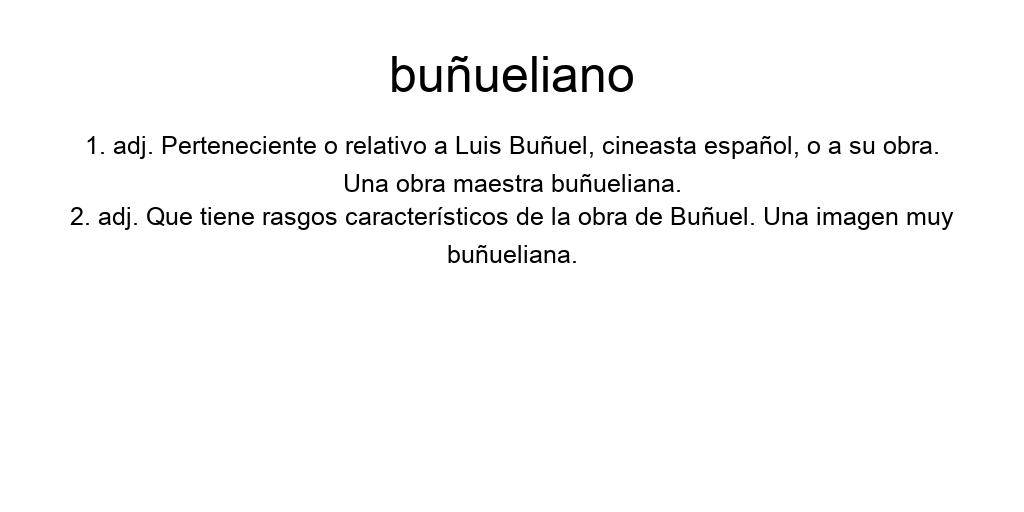 buñueliano
1. adj. Perteneciente o relativo a Luis Buñuel, cineasta español, o a su obra.
Una obra maestra buñueliana.
2. adj. Que tiene rasgos característicos de la obra de Buñuel. Una imagen muy
buñueliana.